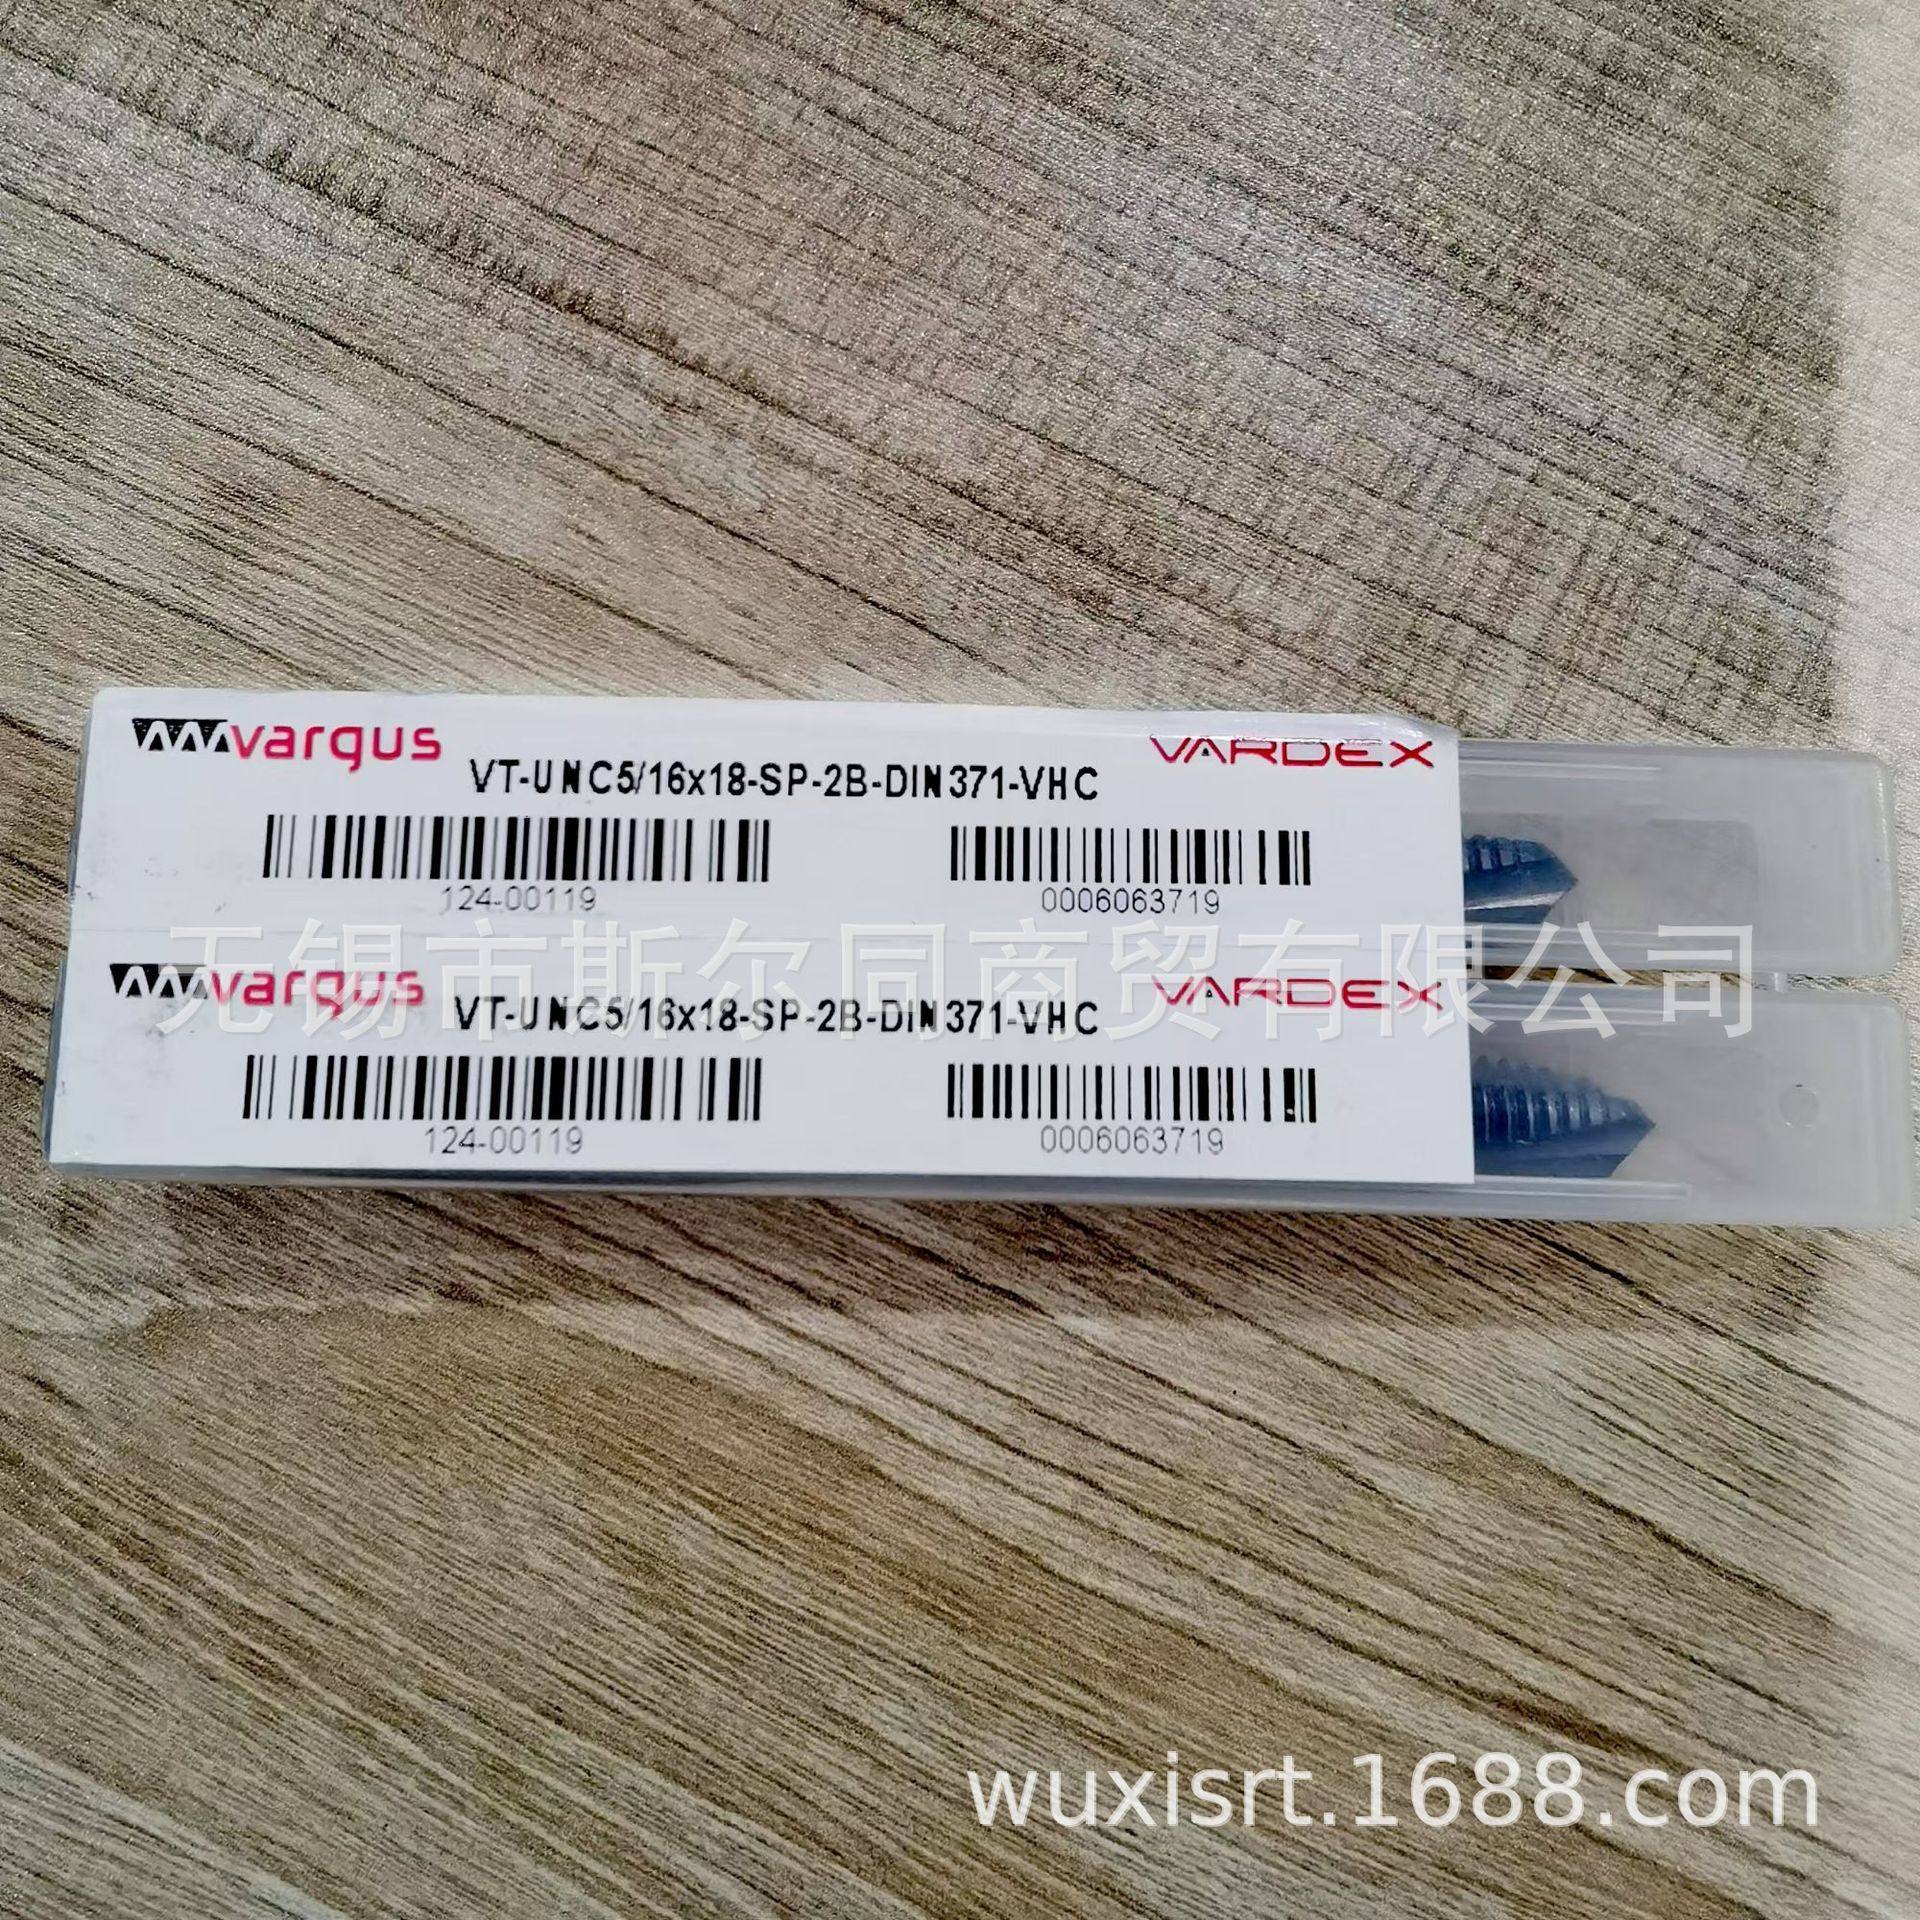 vargus
VARDEX
VT-UNC5/16x18-SP-2B-DIN371-VHC
124-00119
0006063719
无锡市斯尔同商贸有限公司
vargus
VARDEX
VT-UNC5/16x18-SP-2B-DIN371-VHC
124-00119
0006063719
wuxisrt.1688.com